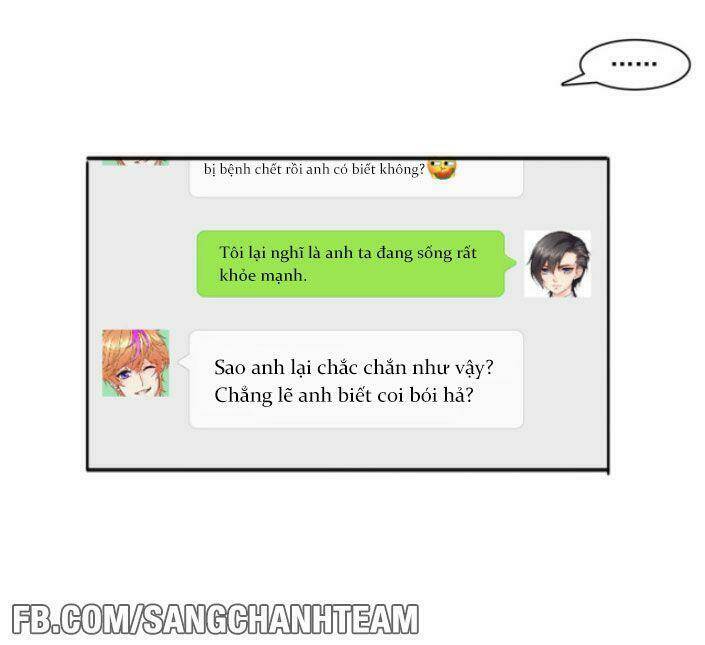 ......
bị bệnh chết rồi anh có biết không?
Tôi lại nghĩ là anh ta đang sống rất
khỏe mạnh.
Sao anh lại chắc chắn như vậy?
Chẳng lẽ anh biết coi bói hả?
FB.COM/SANGCHANHTEAM